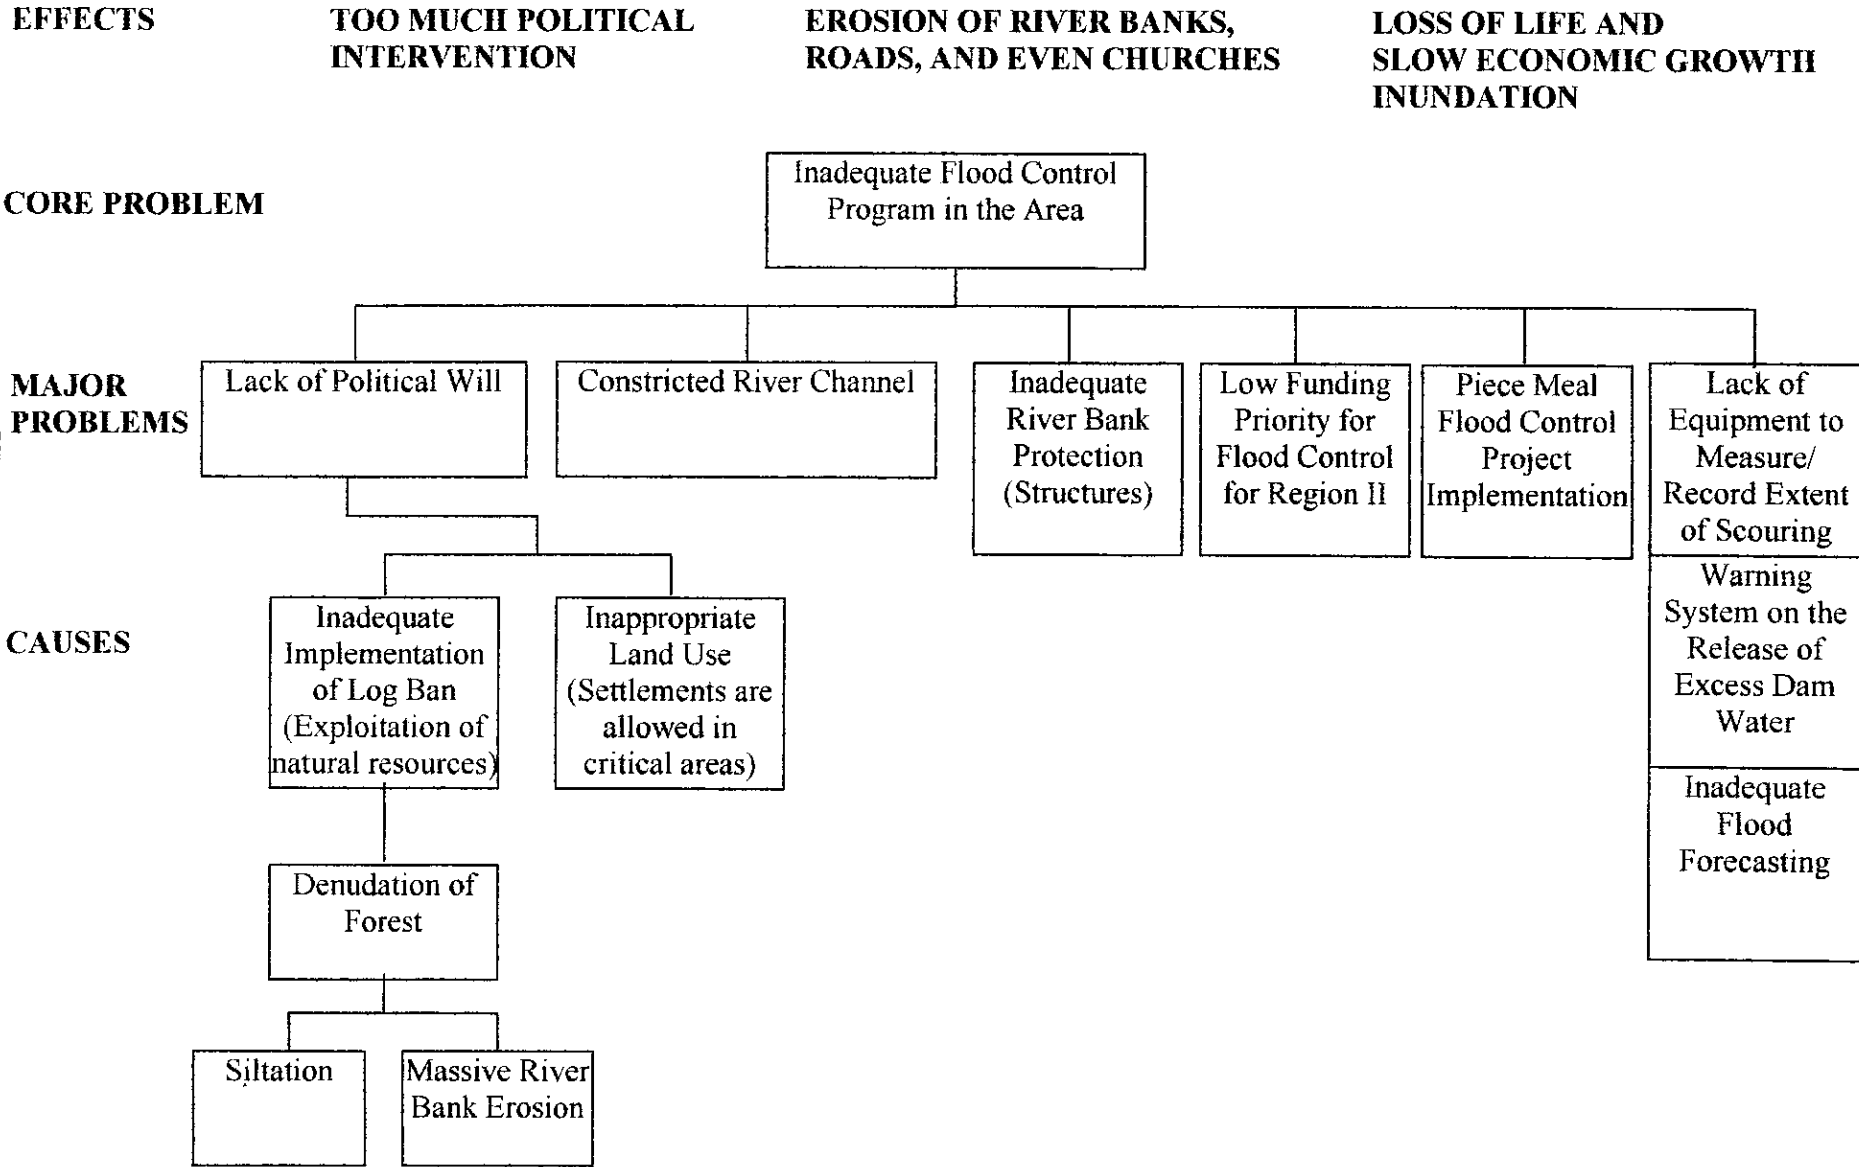 EFFECTS
TOO MUCH POLITICAL
INTERVENTION
EROSION OF RIVER BANKS,
ROADS, AND EVEN CHURCHES
LOSS OF LIFE AND
SLOW ECONOMIC GROWTH
INUNDATION
CORE PROBLEM
Inadequate Flood Control
Program in the Area
MAJOR
PROBLEMS
Lack of Political Will
Constricted River Channel
Inadequate
River Bank
Protection
(Structures)
Low Funding
Priority for
Flood Control
for Region II
Piece Meal
Flood Control
Project
Implementation
Lack of
Equipment to
Measure/
Record Extent
of Scouring
Warning
System on the
Release of
Excess Dam
Water
Inadequate
Flood
Forecasting
CAUSES
Inadequate
Implementation
of Log Ban
(Exploitation of
natural resources)
Inappropriate
Land Use
(Settlements are
allowed in
critical areas)
Denudation of
Forest
Siltation
Massive River
Bank Erosion